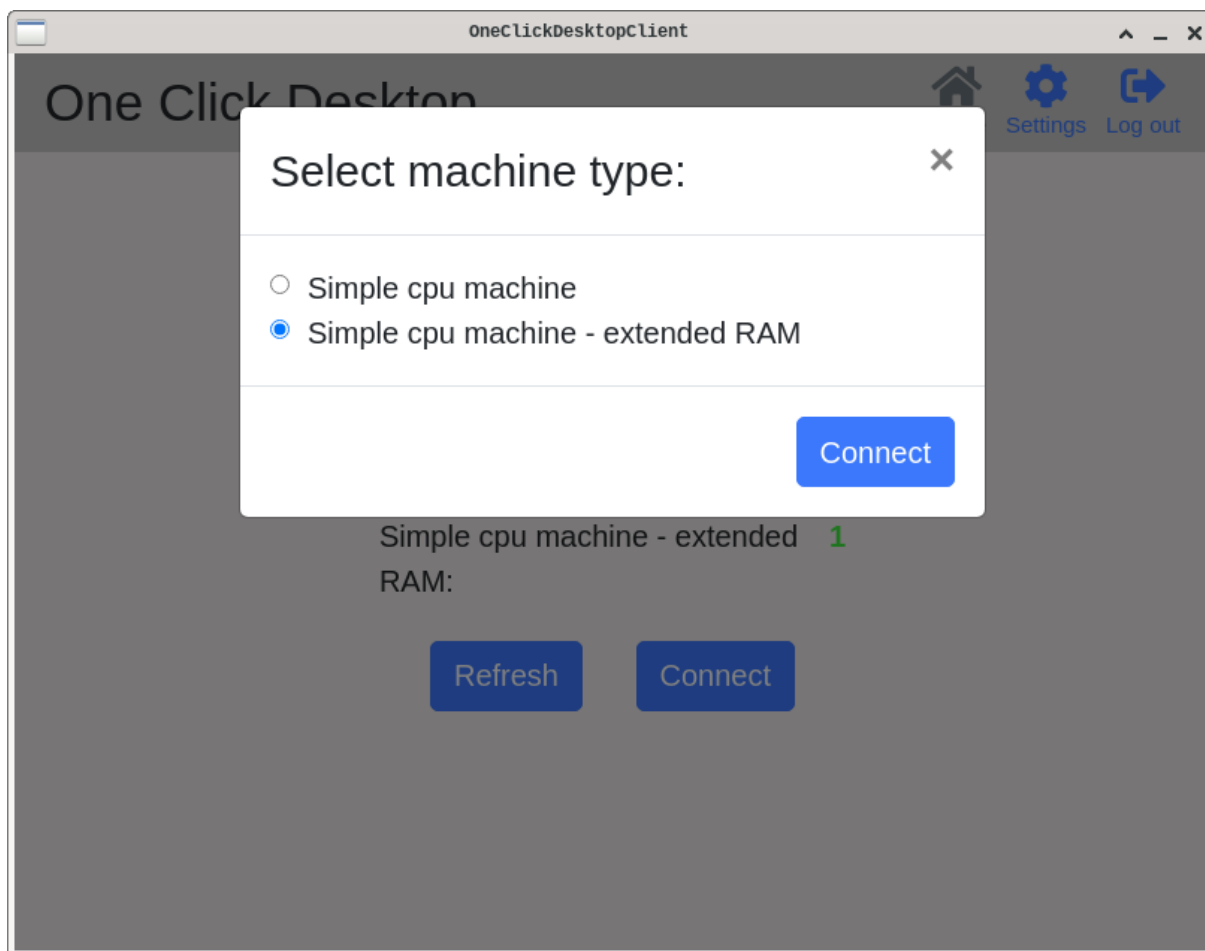 OneClickDesktopClient
One Click Desktop
Settings
Log out
Select machine type:
Simple cpu machine
Simple cpu machine - extended RAM
Connect
Simple cpu machine - extended 1
RAM:
Refresh
Connect